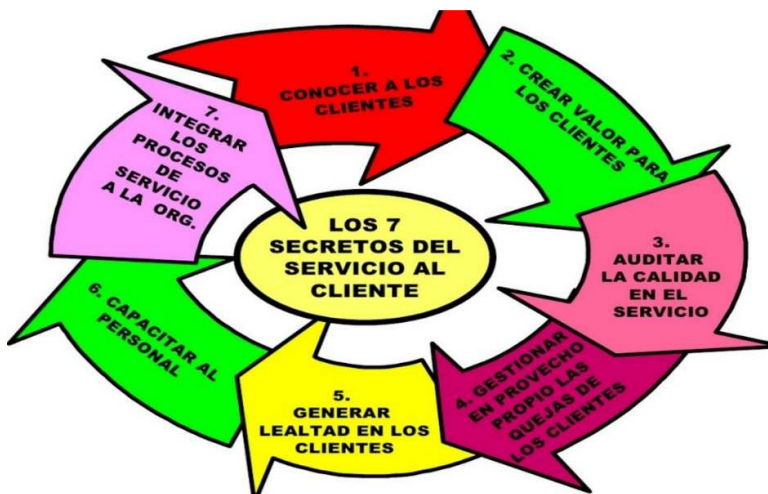 1.
CONOCER A LOS
CLIENTES
2. CREAR VALOR PARA
LOS CLIENTES
3.
AUDITAR
LA CALIDAD
EN EL
SERVICIO
4. GESTIONAR
EN PROVECHO
PROPIO LAS
QUEJAS DE
LOS CLIENTES
5.
GENERAR
LEALTAD EN LOS
CLIENTES
6. CAPACITAR AL
PERSONAL
7.
INTEGRAR
LOS
PROCESOS
DE
SERVICIO
A LA ORG.
LOS 7
SECRETOS DEL
SERVICIO AL
CLIENTE